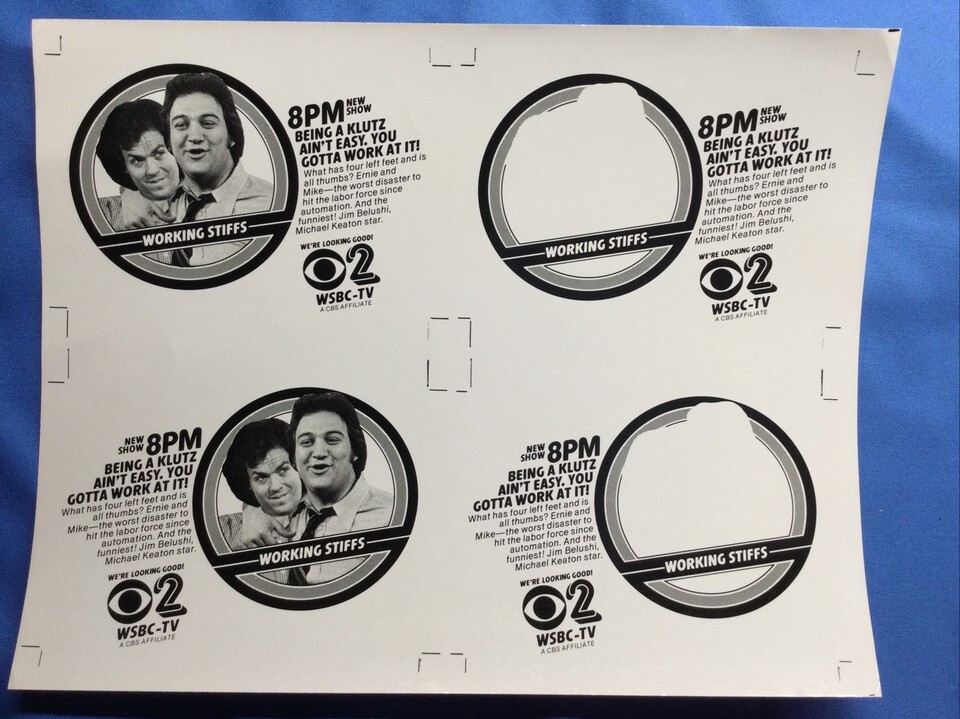 8PM NEW SHOW
BEING A KLUTZ
AIN'T EASY. YOU
GOTTA WORK AT IT!
What has four left feet and is
all thumbs? Ernie and
Mike—the worst disaster to
hit the labor force since
automation. And the
funniest! Jim Belushi,
Michael Keaton star.
WORKING STIFFS
WE'RE LOOKING GOOD!
2
WSBC-TV
A CBS AFFILIATE
8PM NEW SHOW
BEING A KLUTZ
AIN'T EASY. YOU
GOTTA WORK AT IT!
What has four left feet and is
all thumbs? Ernie and
Mike—the worst disaster to
hit the labor force since
automation. And the
funniest! Jim Belushi,
Michael Keaton star.
WORKING STIFFS
WE'RE LOOKING GOOD!
2
WSBC-TV
A CBS AFFILIATE
NEW SHOW 8PM
BEING A KLUTZ
AIN'T EASY. YOU
GOTTA WORK AT IT!
What has four left feet and is
all thumbs? Ernie and
Mike—the worst disaster to
hit the labor force since
automation. And the
funniest! Jim Belushi,
Michael Keaton star.
WORKING STIFFS
WE'RE LOOKING GOOD!
2
WSBC-TV
A CBS AFFILIATE
NEW SHOW 8PM
BEING A KLUTZ
AIN'T EASY. YOU
GOTTA WORK AT IT!
What has four left feet and is
all thumbs? Ernie and
Mike—the worst disaster to
hit the labor force since
automation. And the
funniest! Jim Belushi,
Michael Keaton star.
WORKING STIFFS
WE'RE LOOKING GOOD!
2
WSBC-TV
A CBS AFFILIATE